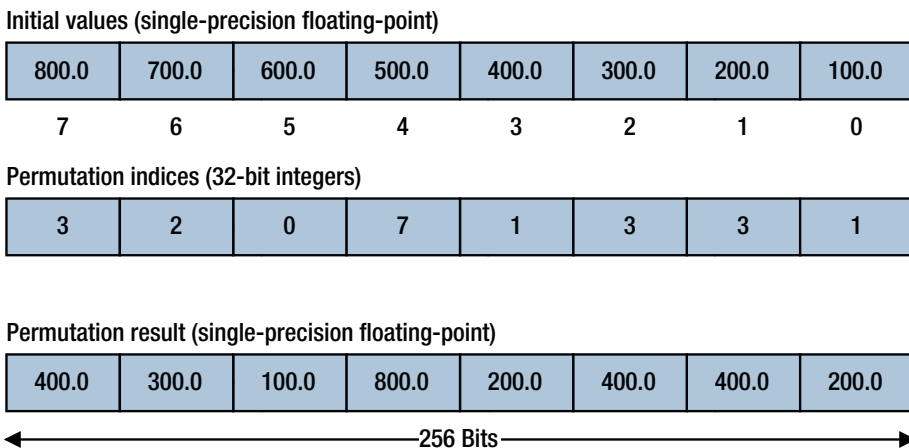 Initial values (single-precision floating-point)
800.0 700.0 600.0 500.0 400.0 300.0 200.0 100.0
7 6 5 4 3 2 1 0
Permutation indices (32-bit integers)
3 2 0 7 1 3 3 1
Permutation result (single-precision floating-point)
400.0 300.0 100.0 800.0 200.0 400.0 400.0 200.0
256 Bits